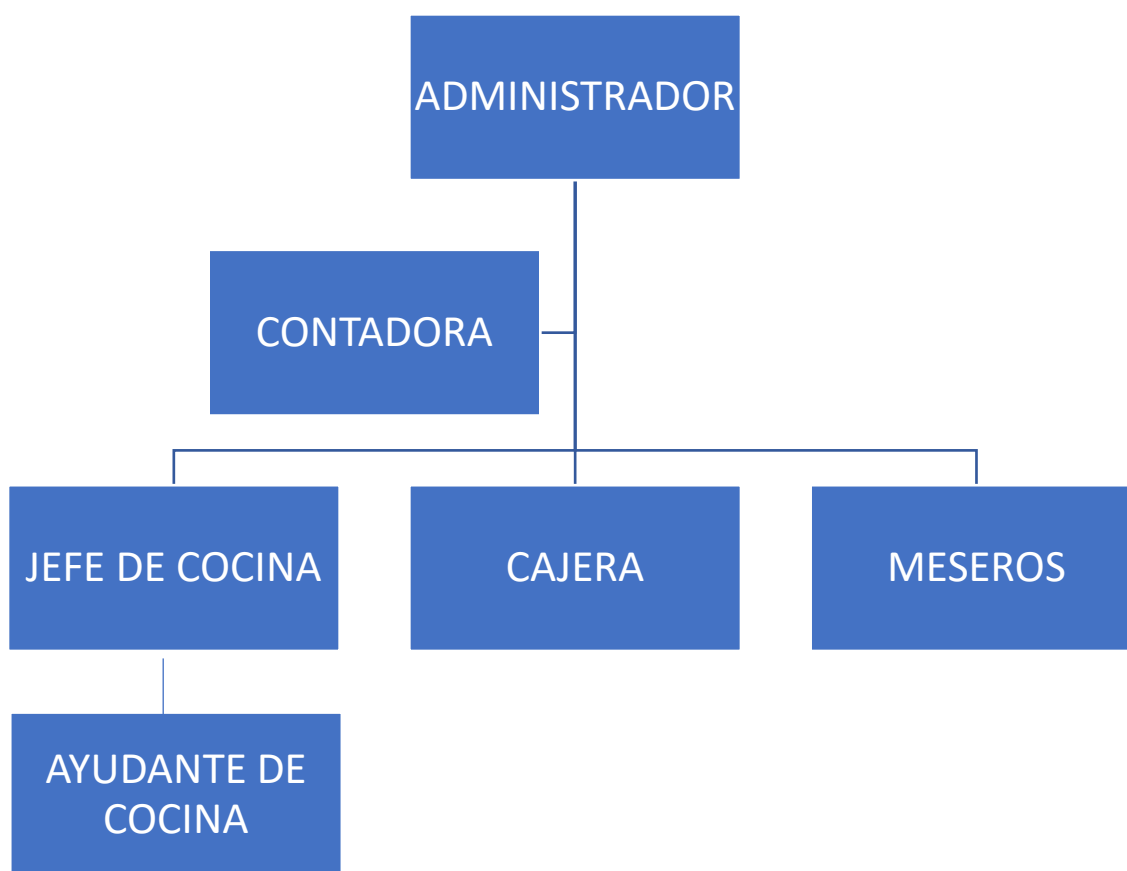 ADMINISTRADOR
CONTADORA
JEFE DE COCINA
CAJERA
MESEROS
AYUDANTE DE
COCINA